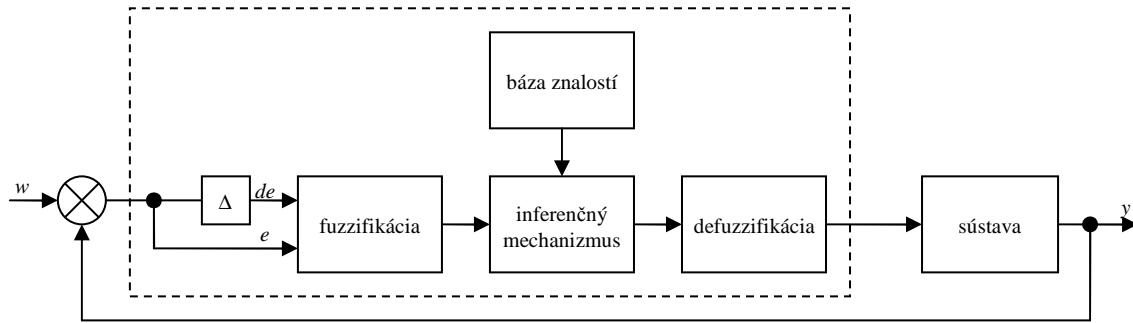 báza znalostí
w
Δ
de
e
fuzzifikácia
inferenčný
mechanizmus
defuzzifikácia
sústava
y